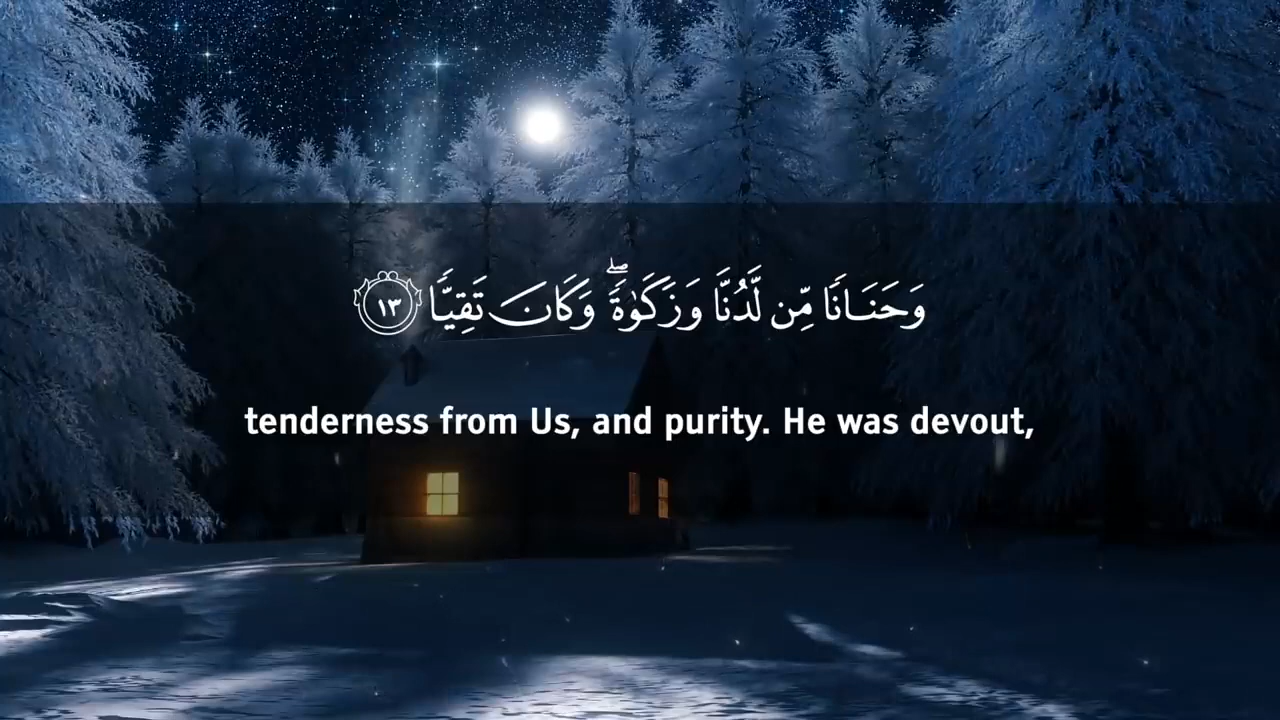 وَحَنَانًا مِّن لَّدُنَّا وَزَكَوٰةً ۖ وَكَانَ تَقِيًّا ١٣
tenderness from Us, and purity. He was devout,